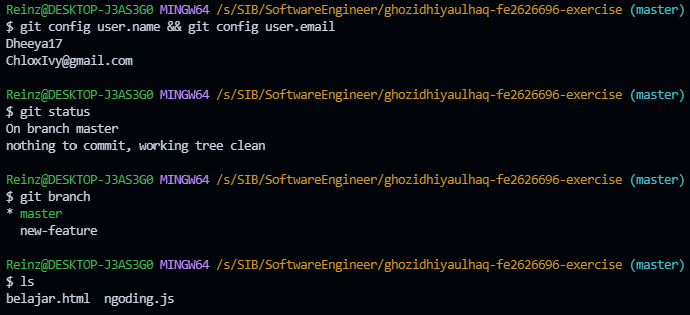 Reinz@DESKTOP-J3AS3G0 MINGW64 /s/SIB/SoftwareEngineer/ghozidhiyaulhaq-fe2626696-exercise (master)
$ git config user.name && git config user.email
Dheeya17
ChloxIvy@gmail.com
Reinz@DESKTOP-J3AS3G0 MINGW64 /s/SIB/SoftwareEngineer/ghozidhiyaulhaq-fe2626696-exercise (master)
$ git status
On branch master
nothing to commit, working tree clean
Reinz@DESKTOP-J3AS3G0 MINGW64 /s/SIB/SoftwareEngineer/ghozidhiyaulhaq-fe2626696-exercise (master)
$ git branch
* master
  new-feature
Reinz@DESKTOP-J3AS3G0 MINGW64 /s/SIB/SoftwareEngineer/ghozidhiyaulhaq-fe2626696-exercise (master)
$ ls
belajar.html  ngoding.js